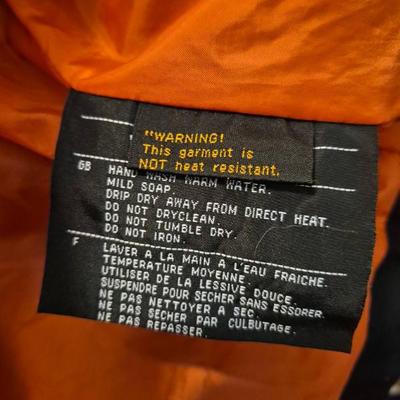 "WARNING!
This garment is
NOT heat resistant.
GB HAND WASH WARM WATER.
MILD SOAP.
DRIP DRY AWAY FROM DIRECT HEAT.
DO NOT DRYCLEAN.
DO NOT TUMBLE DRY.
DO NOT IRON.
F LAVER A LA MAIN A L'EAU FRAICHE.
TEMPERATURE MOYENNE.
UTILISER DE LA LESSIVE DOUCE.
SUSPENDRE POUR SECHER SANS ESSORER.
NE PAS NETTOYER A SEC.
NE PAS SECHER PAR CULBUTAGE.
NE PAS REPASSER.